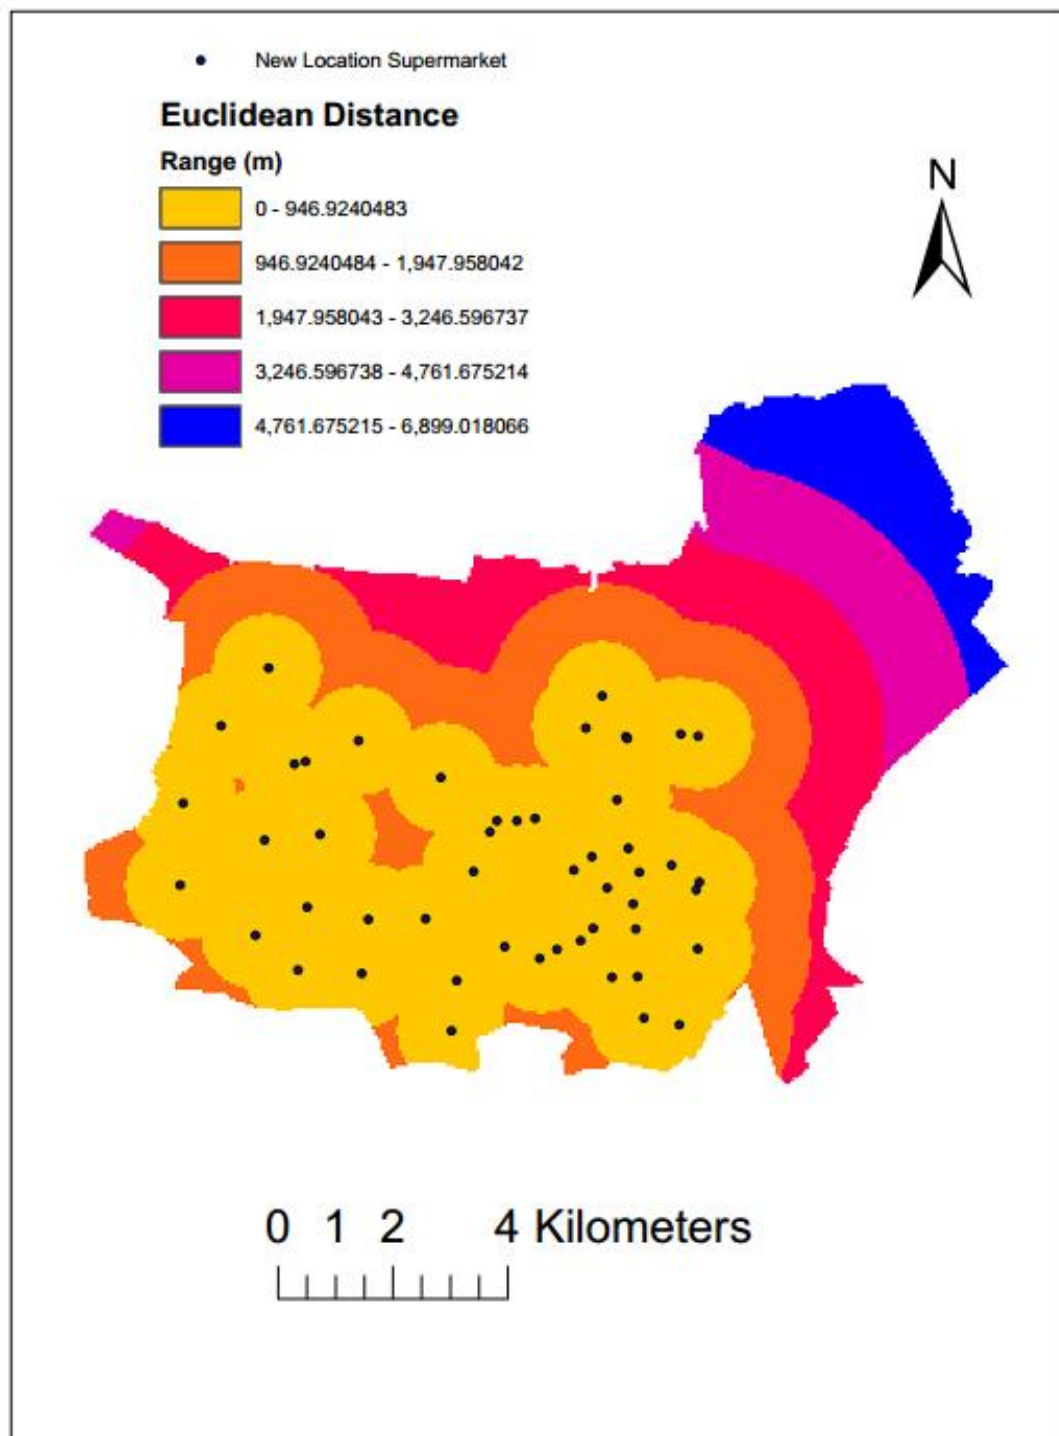 New Location Supermarket
Euclidean Distance
Range (m)
0 - 946.9240483
946.9240484 - 1,947.958042
1,947.958043 - 3,246.596737
3,246.596738 - 4,761.675214
4,761.675215 - 6,899.018066
N
0 1 2 4 Kilometers